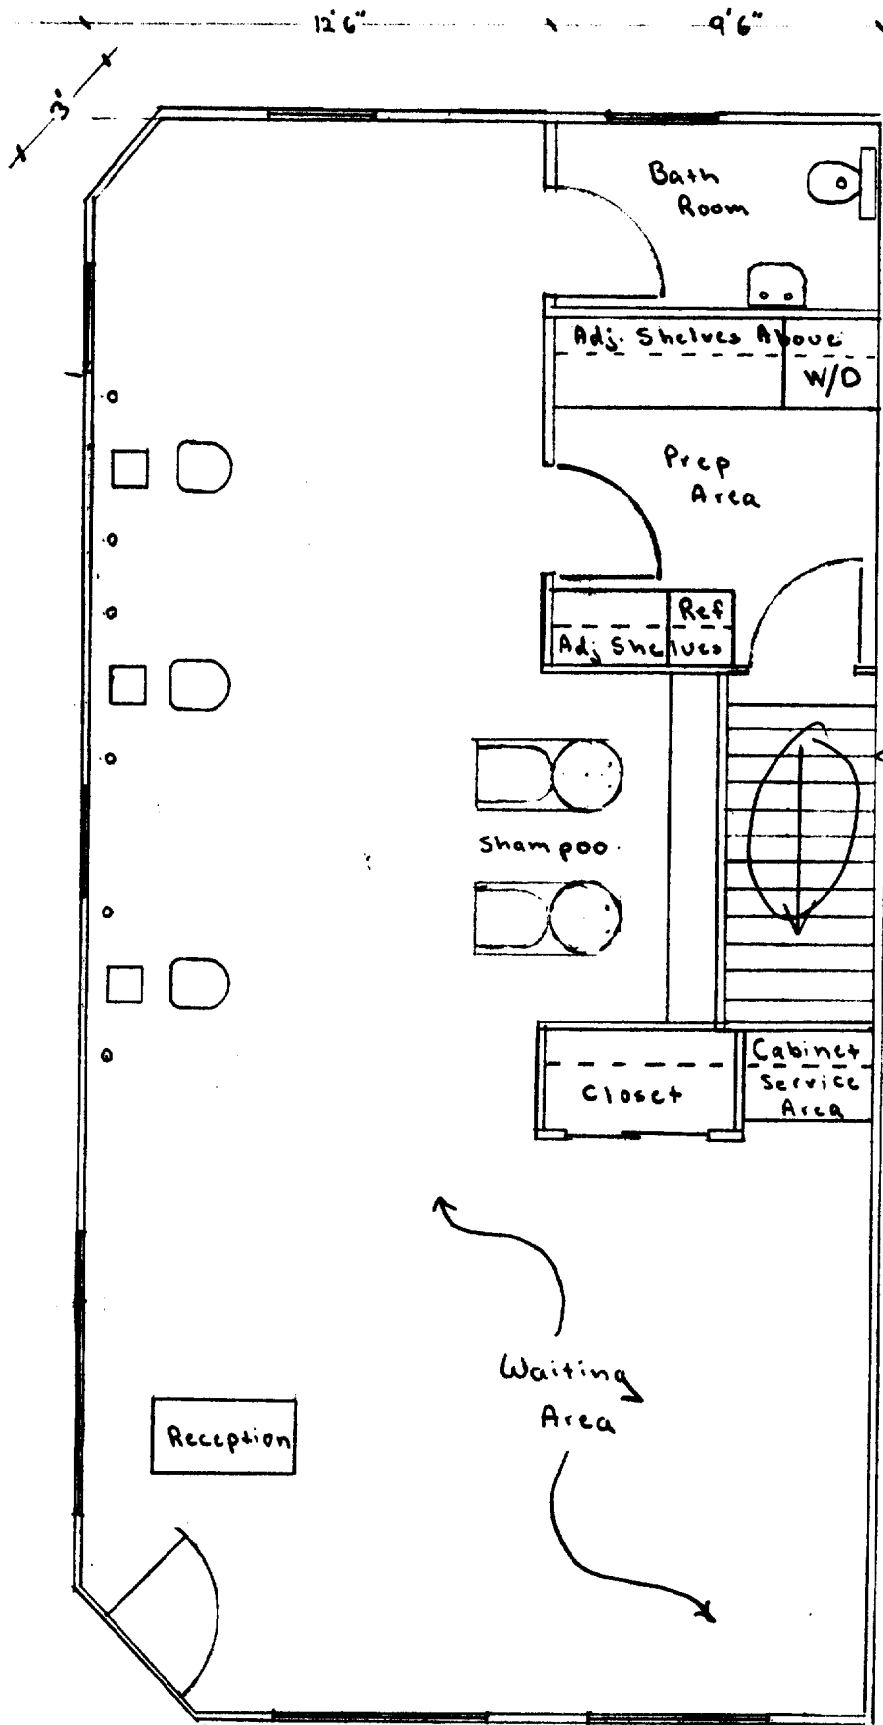 12'6"
9'6"
3'
Bath
Room
Adj. Shelves Above
W/D
Prep
Area
Ref
Adj Shelves
Shampoo
Cabinet
Service
Area
Closet
Waiting
Area
Reception